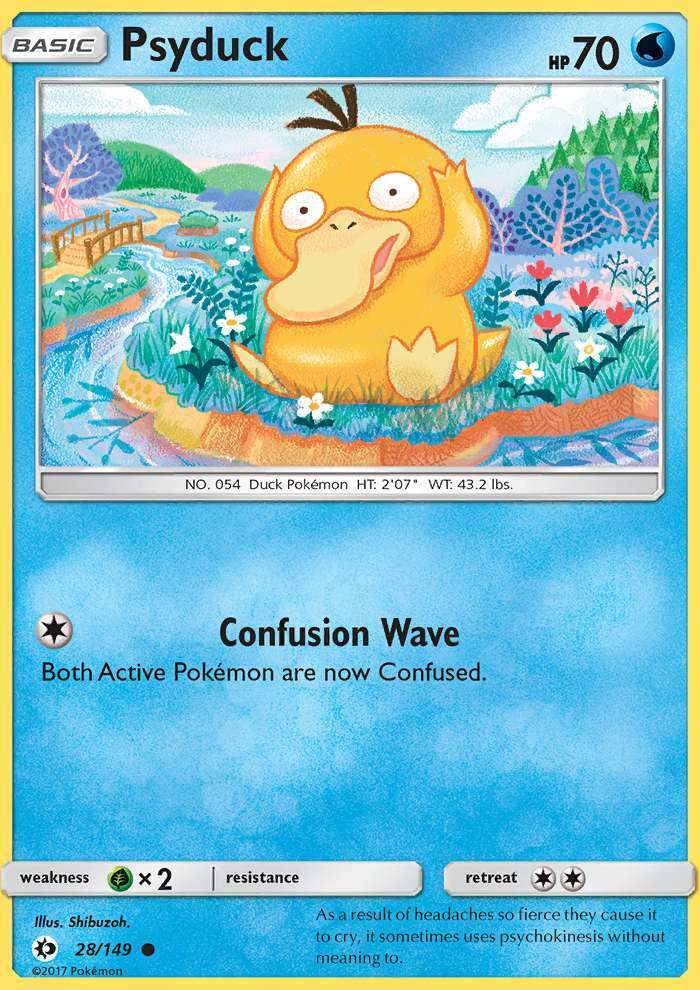 BASIC
Psyduck
HP 70
NO. 054 Duck Pokémon HT: 2'07" WT: 43.2 lbs.
Confusion Wave
Both Active Pokémon are now Confused.
weakness ×2 resistance retreat
Illus. Shibuzoh.
28/149
©2017 Pokémon
As a result of headaches so fierce they cause it
to cry, it sometimes uses psychokinesis without
meaning to.